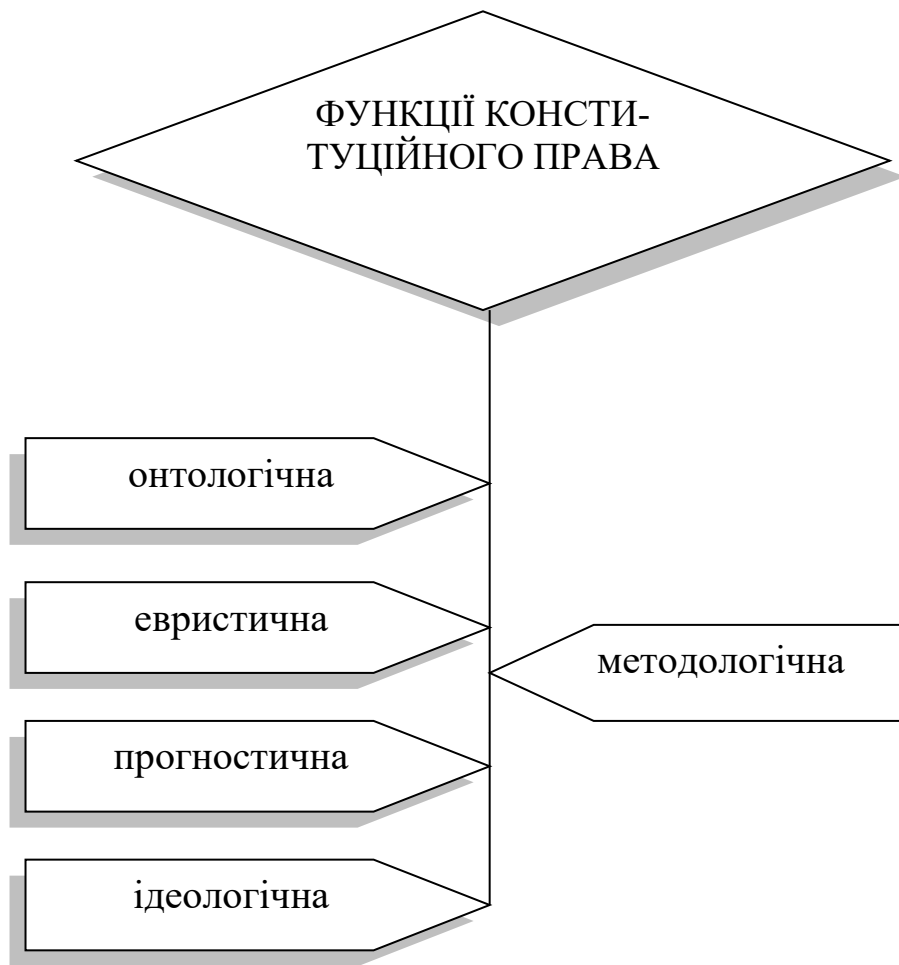 ФУНКЦІЇ КОНСТИ-
ТУЦІЙНОГО ПРАВА
онтологічна
евристична
методологічна
прогностична
ідеологічна